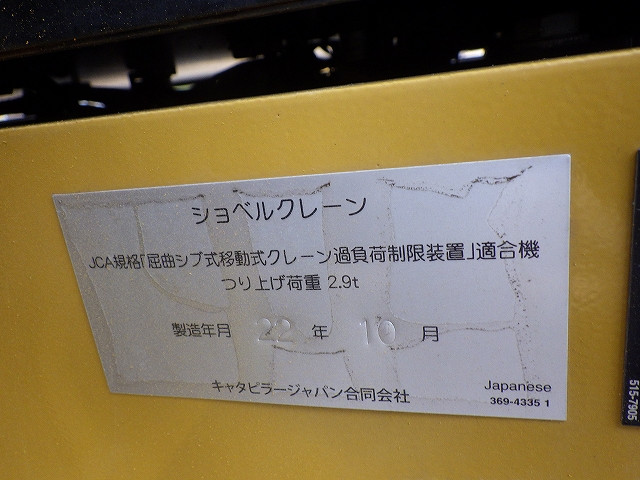 ショベルクレーン
JCA規格「屈曲ジブ式移動式クレーン過負荷制限装置」適合機
つり上げ荷重 2.9t
製造年月 22 年 10 月
キャタピラージャパン合同会社
Japanese
369-4335 1
515-7905